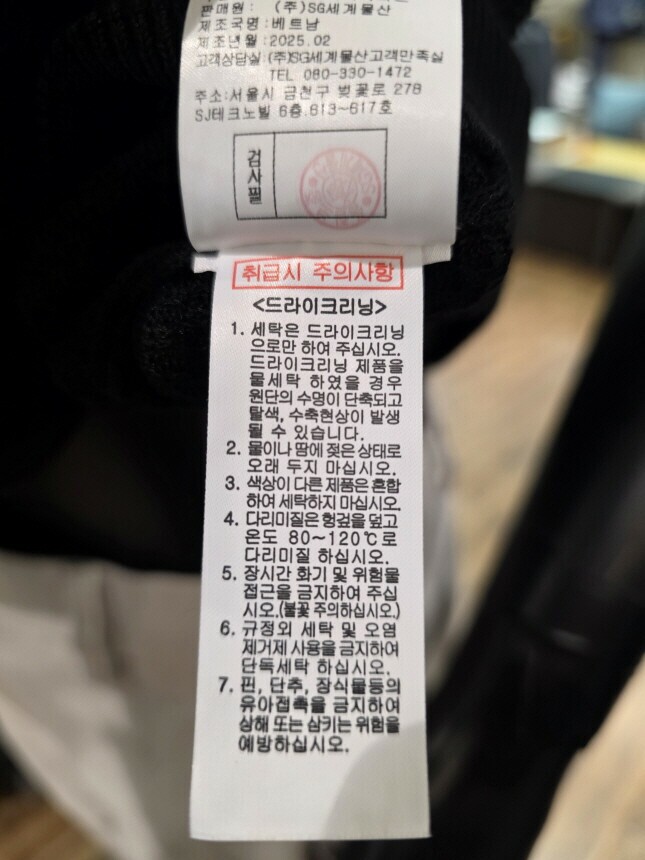 판매원 : (주)SG세계물산
제조국명 : 베트남
제조년월 : 2025.02
고객상담실 : (주)SG세계물산고객만족실
TEL 080-330-1472
주소 : 서울시 금천구 벚꽃로 278
SJ테크노빌 6층.613~617호
검사필
취급시 주의사항
<드라이크리닝>
1. 세탁은 드라이크리닝
으로만 하여 주십시오.
드라이크리닝 제품을
물세탁 하였을 경우
원단의 수명이 단축되고
탈색, 수축현상이 발생
될 수 있습니다.
2. 물이나 땀에 젖은 상태로
오래 두지 마십시오.
3. 색상이 다른 제품은 혼합
하여 세탁하지 마십시오.
4. 다리미질은 헝겊을 덮고
온도 80~120℃로
다리미질 하십시오.
5. 장시간 화기 및 위험물
접근을 금지하여 주십
시오.(불꽃 주의하십시오.)
6. 규정외 세탁 및 오염
제거제 사용을 금지하여
단독세탁 하십시오.
7. 핀, 단추, 장식물등의
유아접촉을 금지하여
상해 또는 삼키는 위험을
예방하십시오.